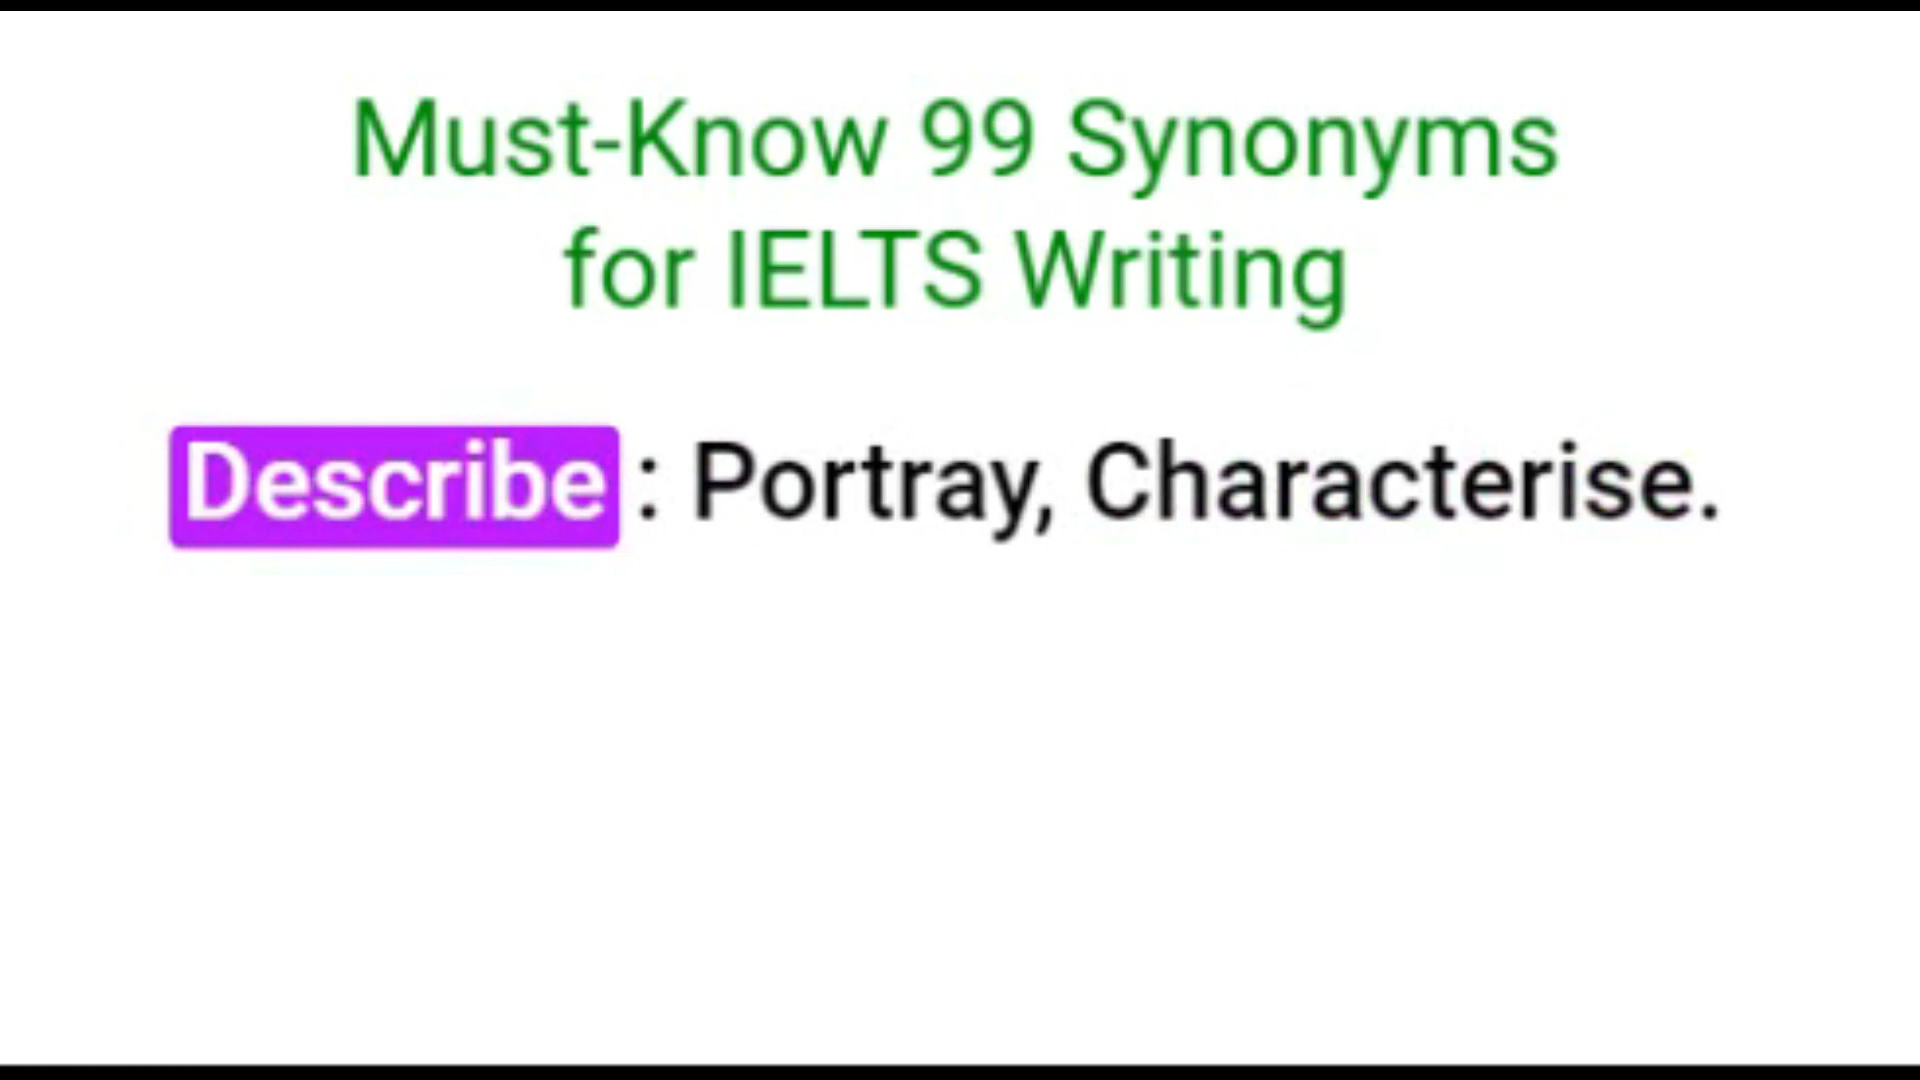 Must-Know 99 Synonyms
for IELTS Writing
Describe : Portray, Characterise.